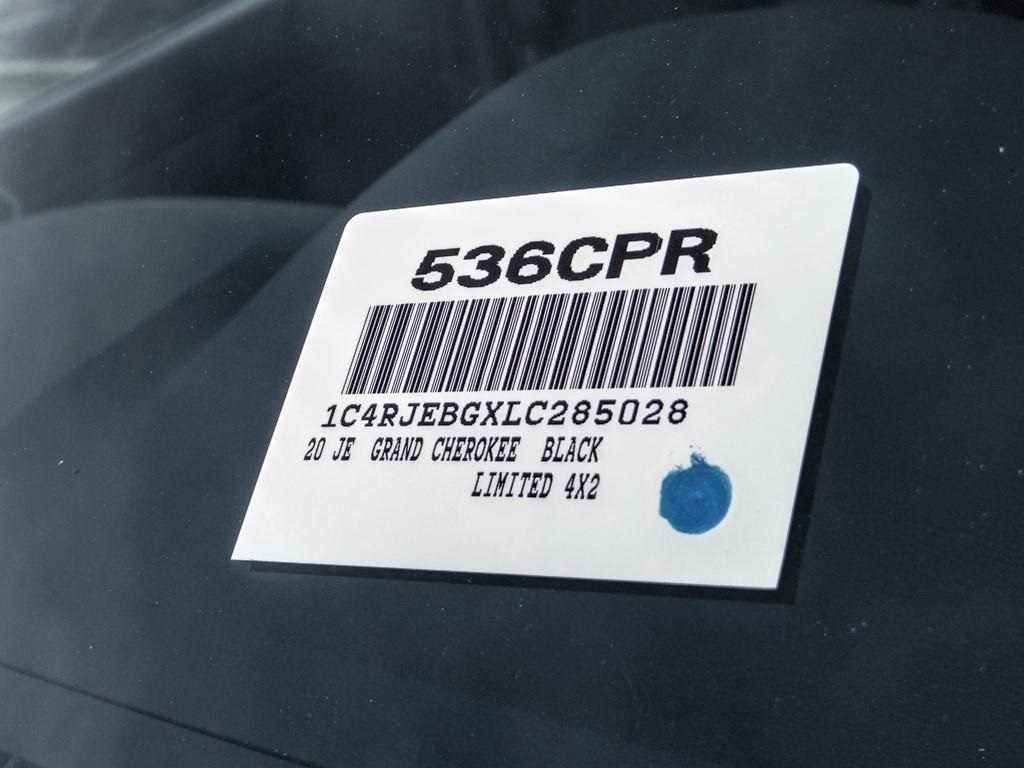 536CPR
1C4RJEBGXLC285028
20 JE GRAND CHEROKEE BLACK
LIMITED 4X2